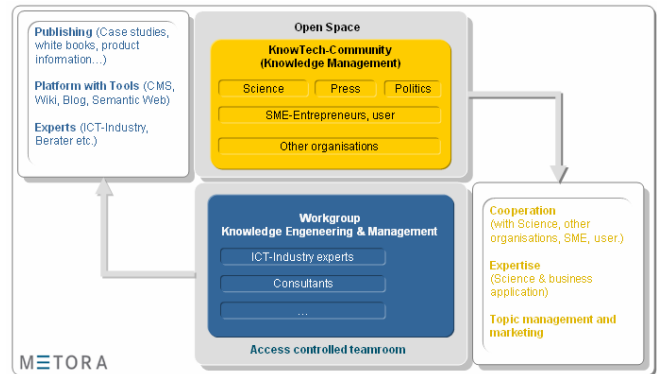 Publishing (Case studies,
white books, product
information...)
Platform with Tools (CMS,
Wiki, Blog, Semantic Web)
Experts (ICT-Industry,
Berater etc.)
Open Space
KnowTech-Community
(Knowledge Management)
Science
Press
Politics
SME-Entrepreneurs, user
Other organisations
Workgroup
Knowledge Engeneering & Management
ICT-Industry experts
Consultants
...
Access controlled teamroom
Cooperation
(with Science, other
organisations, SME, user.)
Expertise
(Science & business
application)
Topic management and
marketing
METORA